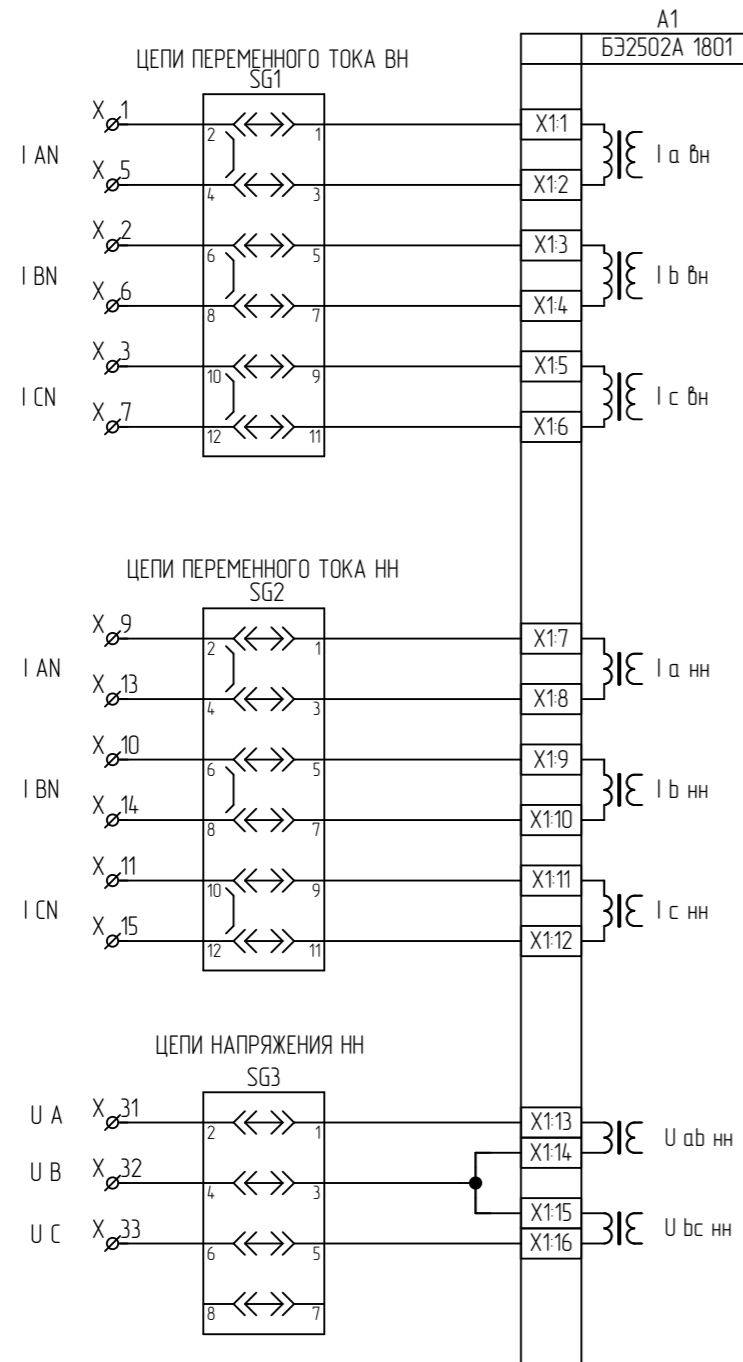 А1
БЭ2502А 1801
ЦЕПИ ПЕРЕМЕННОГО ТОКА ВН
SG1
X 1 2 1 X1:1
I AN I a вн
X 5 4 3 X1:2
X 2 6 5 X1:3
I BN I b вн
X 6 8 7 X1:4
X 3 10 9 X1:5
I CN I c вн
X 7 12 11 X1:6
ЦЕПИ ПЕРЕМЕННОГО ТОКА НН
SG2
X 9 2 1 X1:7
I AN I a нн
X 13 4 3 X1:8
X 10 6 5 X1:9
I BN I b нн
X 14 8 7 X1:10
X 11 10 9 X1:11
I CN I c нн
X 15 12 11 X1:12
ЦЕПИ НАПРЯЖЕНИЯ НН
SG3
U A X 31 2 1 X1:13
U ab нн
X1:14
U B X 32 4 3
X1:15
U bc нн
U C X 33 6 5 X1:16
8 7